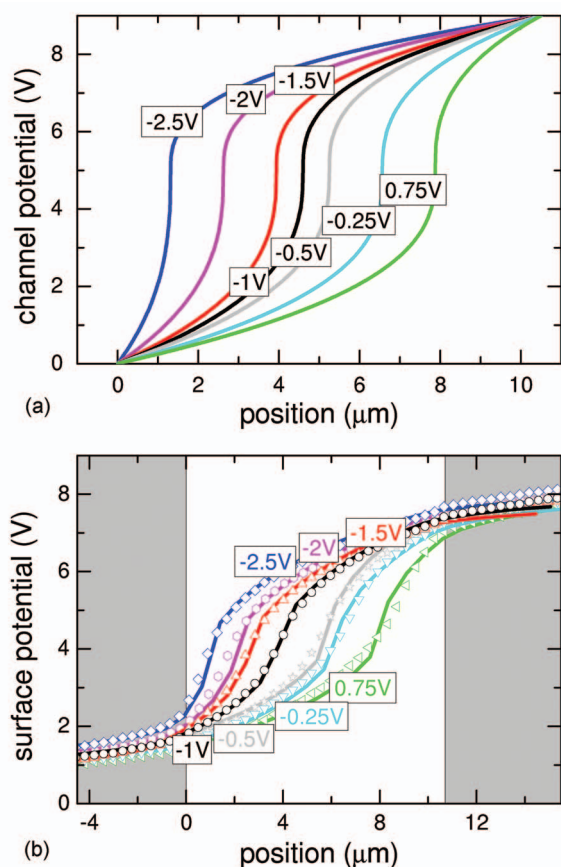 channel potential (V)
8
6
4
2
0
-2.5V
-2V
-1.5V
0.75V
-0.25V
-0.5V
-1V
0 2 4 6 8 10
(a)
position (μm)
surface potential (V)
8
6
4
2
0
-2.5V
-2V
-1.5V
0.75V
-0.25V
-0.5V
-1V
-4 0 4 8 12
(b)
position (μm)